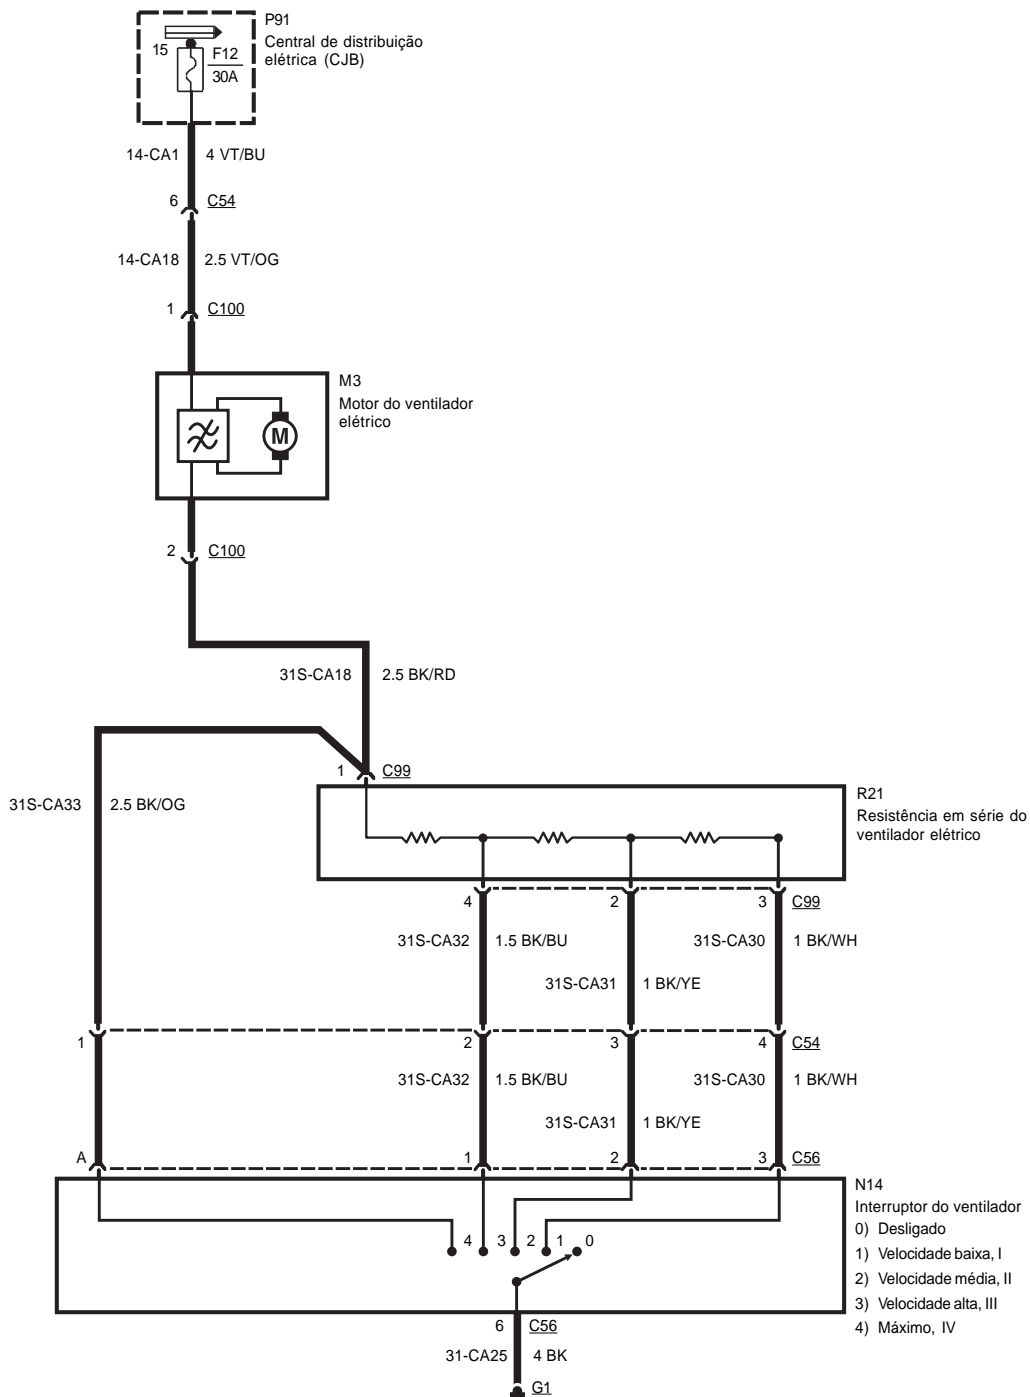 P91
Central de distribuição
elétrica (CJB)
15
F12
30A
14-CA1 4 VT/BU
6 C54
14-CA18 2.5 VT/OG
1 C100
M3
Motor do ventilador
elétrico
M
2 C100
31S-CA18 2.5 BK/RD
1 C99
31S-CA33 2.5 BK/OG
R21
Resistência em série do
ventilador elétrico
4 2 3 C99
31S-CA32 1.5 BK/BU 31S-CA30 1 BK/WH
31S-CA31 1 BK/YE
1 2 3 4 C54
31S-CA32 1.5 BK/BU 31S-CA30 1 BK/WH
31S-CA31 1 BK/YE
A 1 2 3 C56
N14
Interruptor do ventilador
0) Desligado
1) Velocidade baixa, I
2) Velocidade média, II
3) Velocidade alta, III
4) Máximo, IV
4 3 2 1 0
6 C56
31-CA25 4 BK
G1